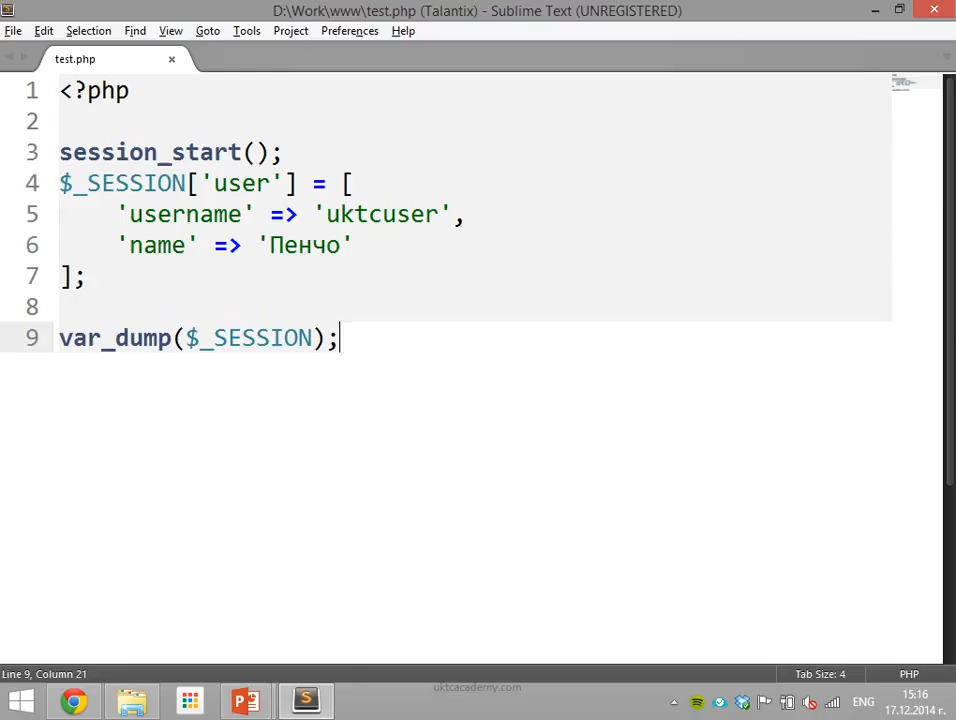 D:\Work\www\test.php (Talantix) - Sublime Text (UNREGISTERED)
File Edit Selection Find View Goto Tools Project Preferences Help
test.php
1 <?php
2
3 session_start();
4 $_SESSION['user'] = [
5 'username' => 'uktcuser',
6 'name' => 'Пенчо'
7 ];
8
9 var_dump($_SESSION);
Line 9, Column 21
Tab Size: 4
PHP
uktcacademy.com
ENG
15:16
17.12.2014 г.